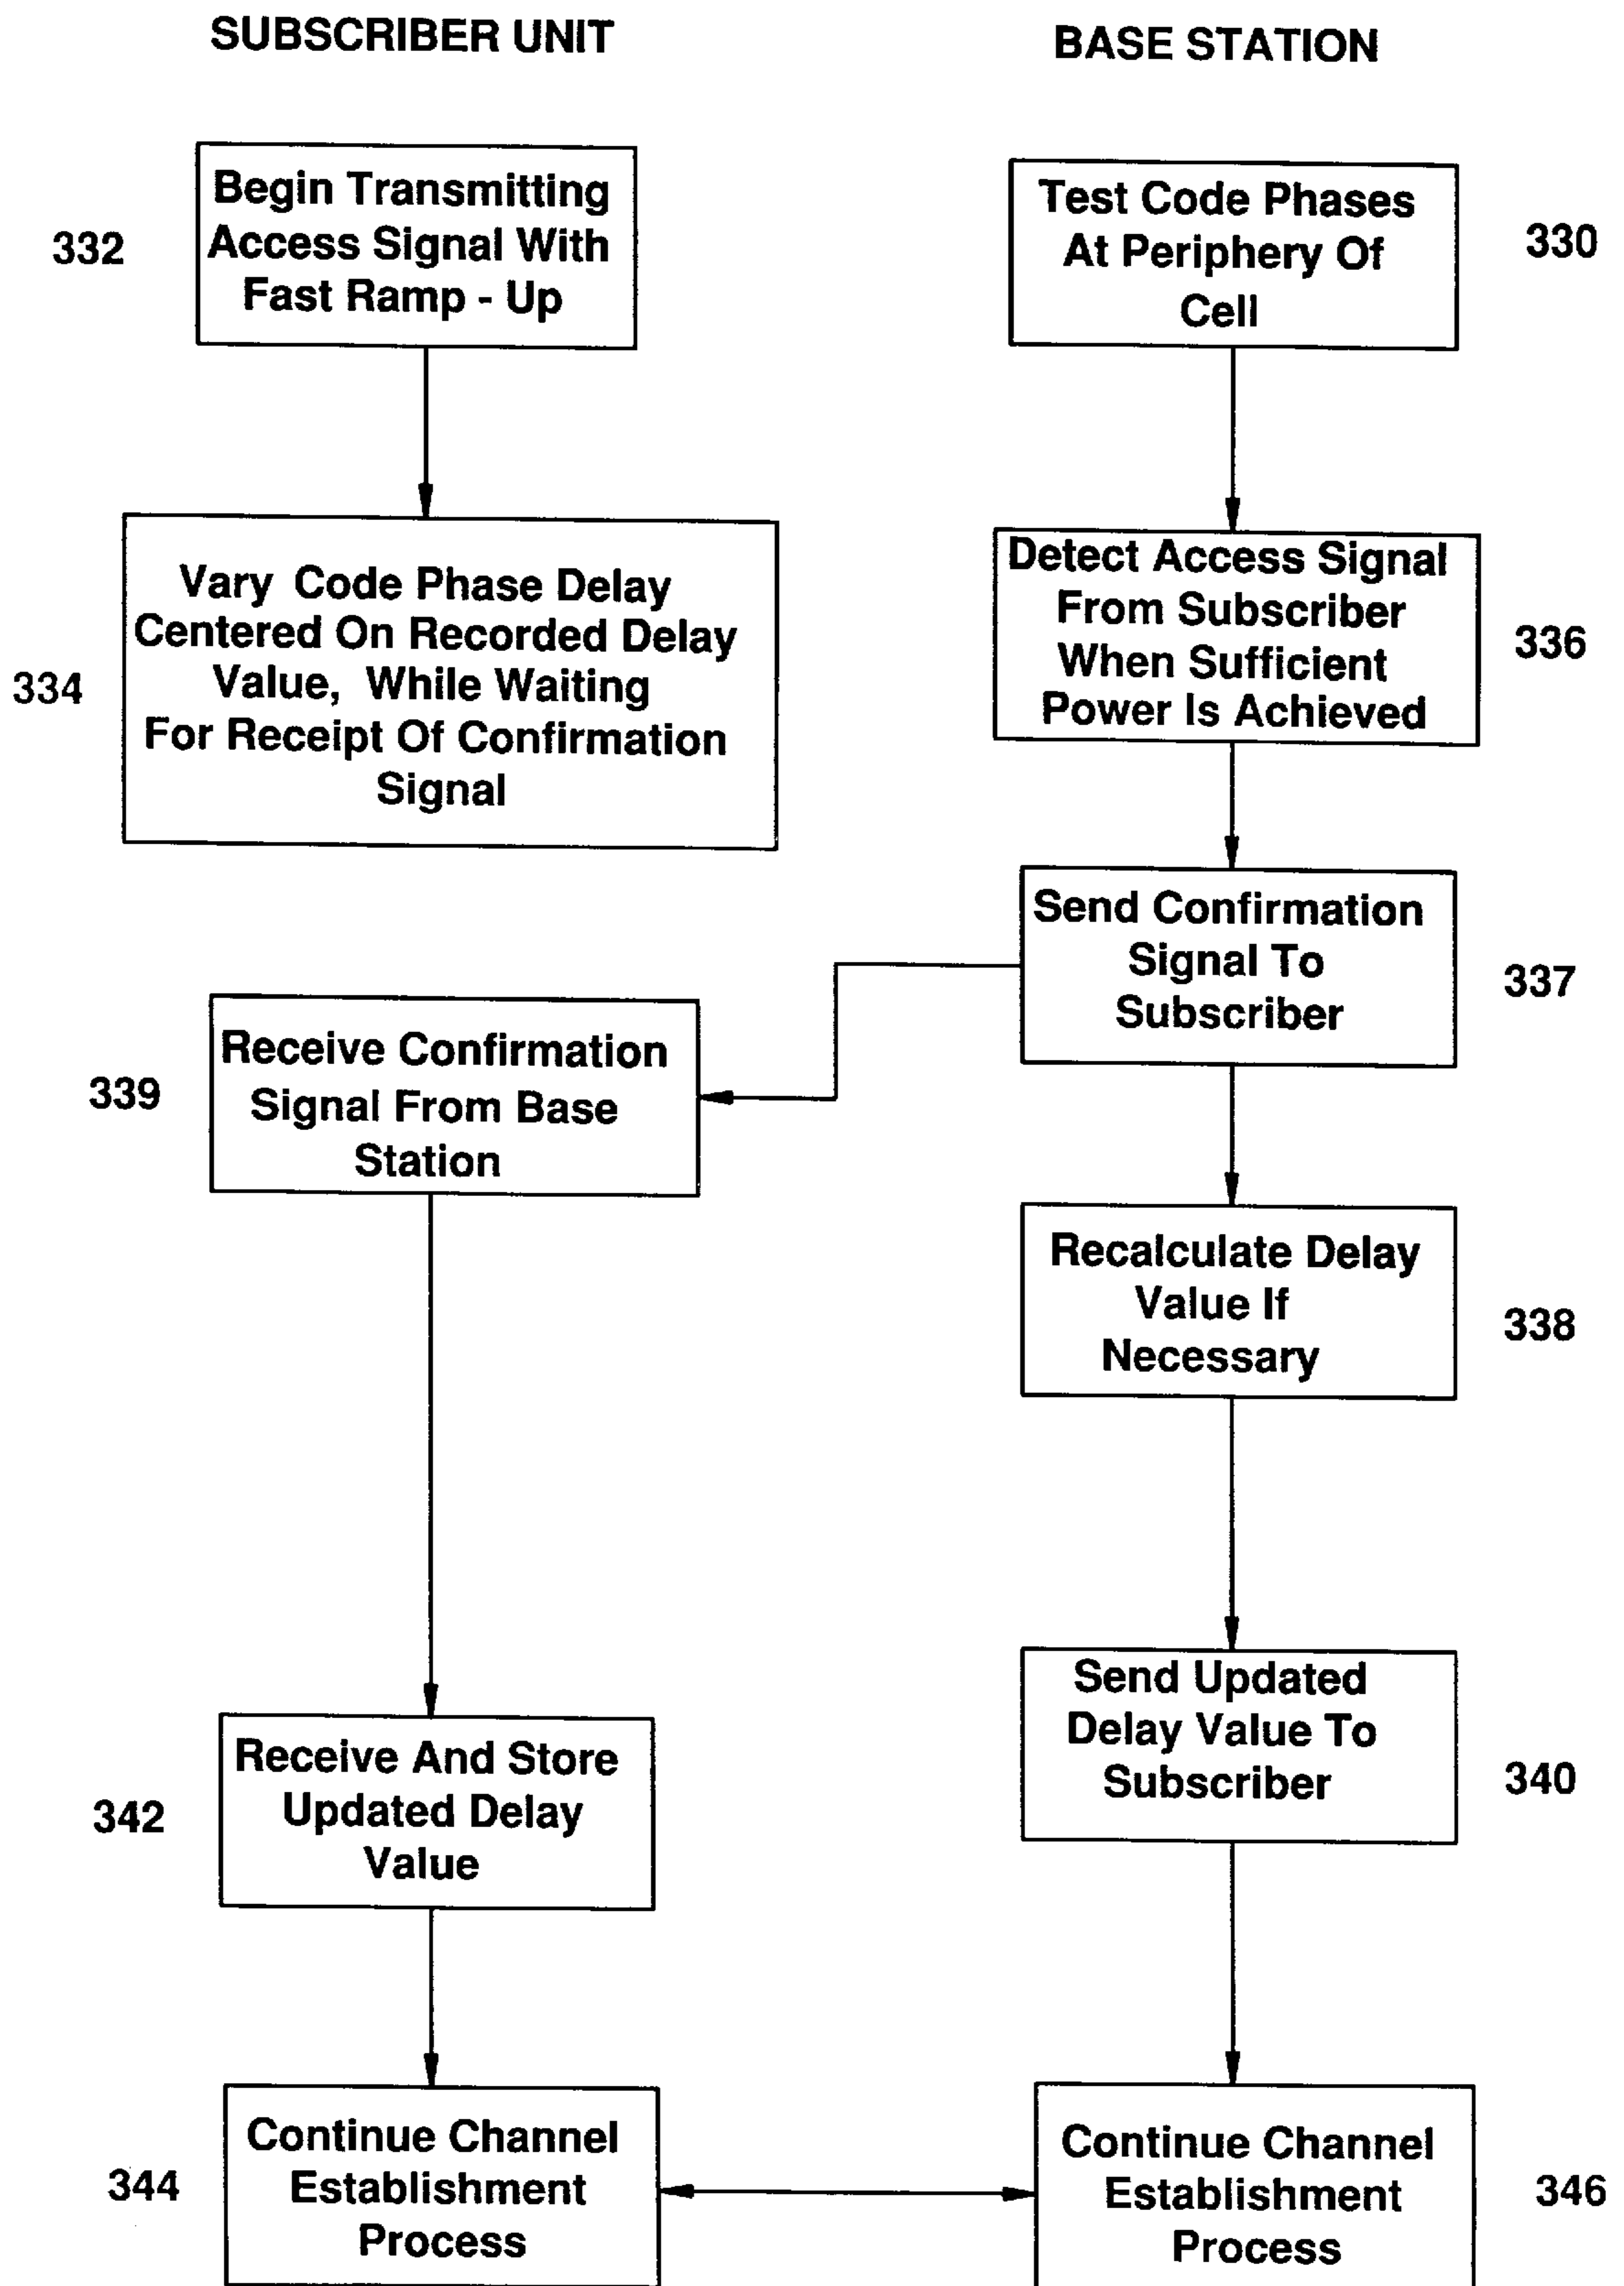 SUBSCRIBER UNIT
BASE STATION
332
Begin Transmitting
Access Signal With
Fast Ramp - Up
Test Code Phases
At Periphery Of
Cell
330
334
Vary Code Phase Delay
Centered On Recorded Delay
Value, While Waiting
For Receipt Of Confirmation
Signal
Detect Access Signal
From Subscriber
When Sufficient
Power Is Achieved
336
Send Confirmation
Signal To
Subscriber
337
339
Receive Confirmation
Signal From Base
Station
Recalculate Delay
Value If
Necessary
338
Send Updated
Delay Value To
Subscriber
340
342
Receive And Store
Updated Delay
Value
344
Continue Channel
Establishment
Process
Continue Channel
Establishment
Process
346